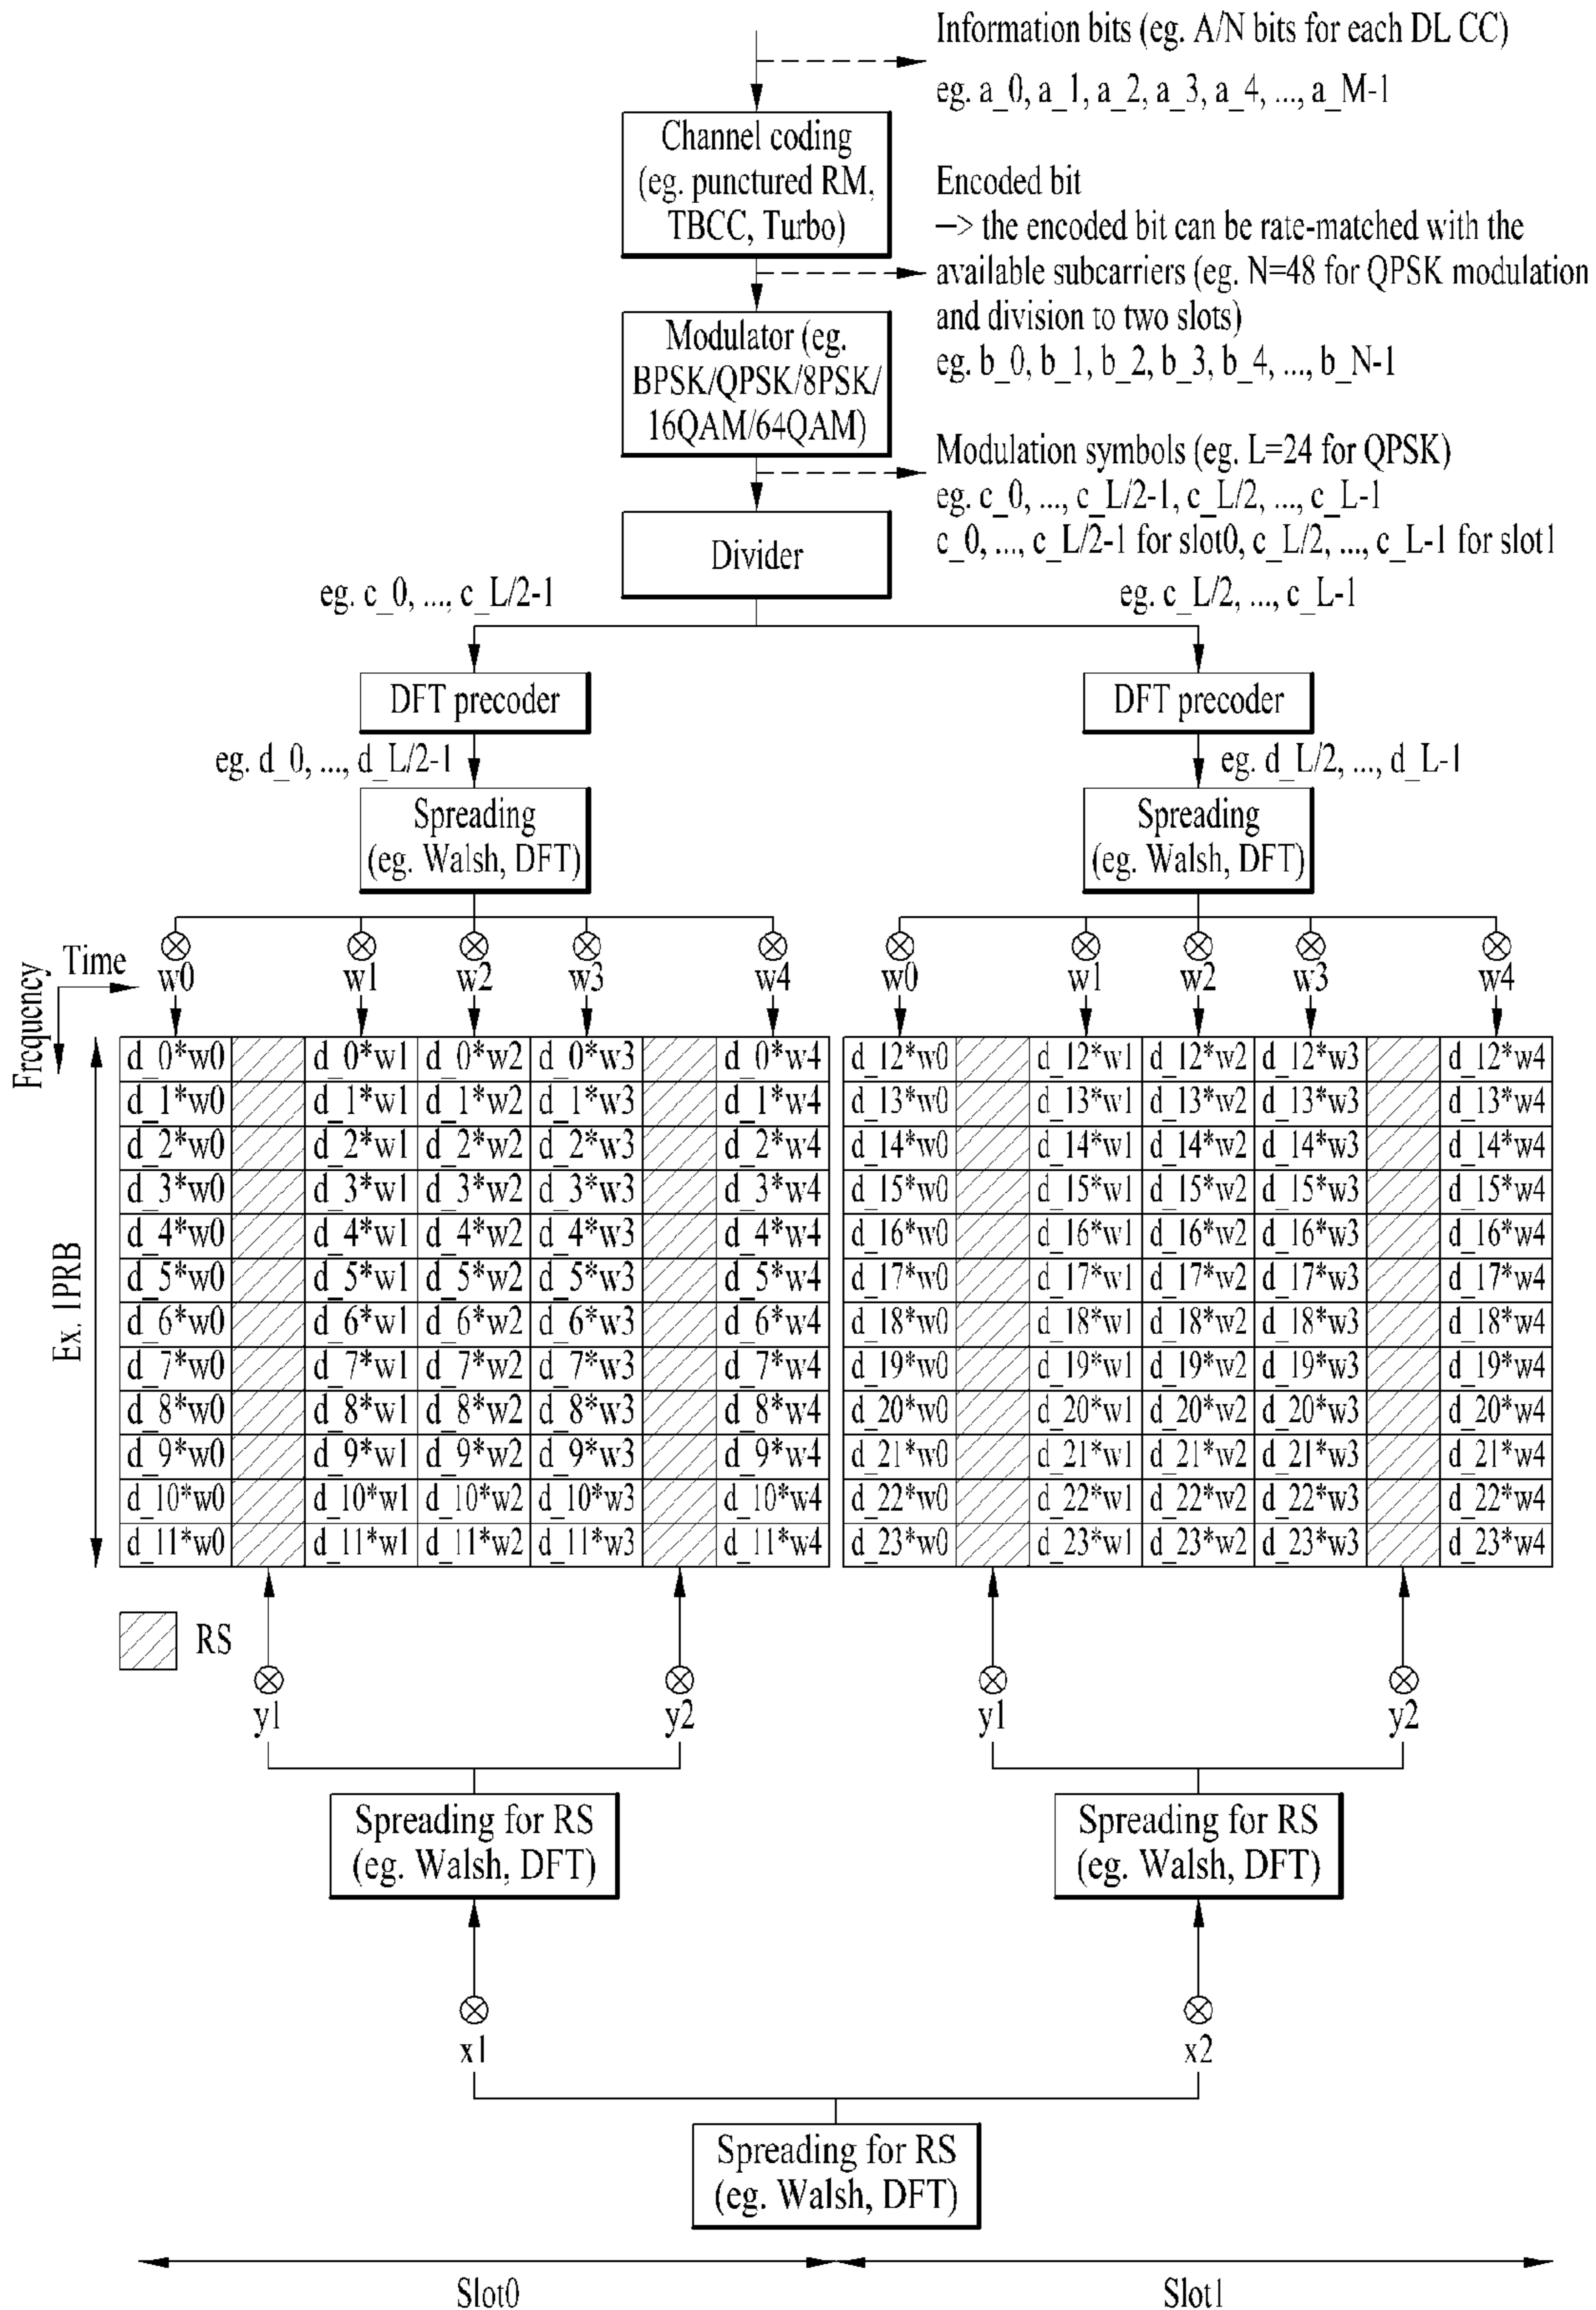 Information bits (eg. A/N bits for each DL CC)
eg. a_0, a_1, a_2, a_3, a_4, ..., a_M-1
Channel coding
(eg. punctured RM,
TBCC, Turbo)
Encoded bit
—> the encoded bit can be rate-matched with the
available subcarriers (eg. N=48 for QPSK modulation
and division to two slots)
eg. b_0, b_1, b_2, b_3, b_4, ..., b_N-1
Modulator (eg.
BPSK/QPSK/8PSK/
16QAM/64QAM)
Modulation symbols (eg. L=24 for QPSK)
eg. c_0, ..., c_L/2-1, c_L/2, ..., c_L-1
c_0, ..., c_L/2-1 for slot0, c_L/2, ..., c_L-1 for slot1
Divider
eg. c_0, ..., c_L/2-1
eg. c_L/2, ..., c_L-1
DFT precoder
DFT precoder
eg. d_0, ..., d_L/2-1
eg. d_L/2, ..., d_L-1
Spreading
(eg. Walsh, DFT)
Spreading
(eg. Walsh, DFT)
Time
Frequency
w0 w1 w2 w3 w4 w0 w1 w2 w3 w4
d_0*w0 d_0*w1 d_0*w2 d_0*w3 d_0*w4 d_12*w0 d_12*w1 d_12*w2 d_12*w3 d_12*w4
d_1*w0 d_1*w1 d_1*w2 d_1*w3 d_1*w4 d_13*w0 d_13*w1 d_13*w2 d_13*w3 d_13*w4
d_2*w0 d_2*w1 d_2*w2 d_2*w3 d_2*w4 d_14*w0 d_14*w1 d_14*w2 d_14*w3 d_14*w4
d_3*w0 d_3*w1 d_3*w2 d_3*w3 d_3*w4 d_15*w0 d_15*w1 d_15*w2 d_15*w3 d_15*w4
d_4*w0 d_4*w1 d_4*w2 d_4*w3 d_4*w4 d_16*w0 d_16*w1 d_16*w2 d_16*w3 d_16*w4
d_5*w0 d_5*w1 d_5*w2 d_5*w3 d_5*w4 d_17*w0 d_17*w1 d_17*w2 d_17*w3 d_17*w4
d_6*w0 d_6*w1 d_6*w2 d_6*w3 d_6*w4 d_18*w0 d_18*w1 d_18*w2 d_18*w3 d_18*w4
d_7*w0 d_7*w1 d_7*w2 d_7*w3 d_7*w4 d_19*w0 d_19*w1 d_19*w2 d_19*w3 d_19*w4
d_8*w0 d_8*w1 d_8*w2 d_8*w3 d_8*w4 d_20*w0 d_20*w1 d_20*w2 d_20*w3 d_20*w4
d_9*w0 d_9*w1 d_9*w2 d_9*w3 d_9*w4 d_21*w0 d_21*w1 d_21*w2 d_21*w3 d_21*w4
d_10*w0 d_10*w1 d_10*w2 d_10*w3 d_10*w4 d_22*w0 d_22*w1 d_22*w2 d_22*w3 d_22*w4
d_11*w0 d_11*w1 d_11*w2 d_11*w3 d_11*w4 d_23*w0 d_23*w1 d_23*w2 d_23*w3 d_23*w4
Ex. 1PRB
RS
y1 y2 y1 y2
Spreading for RS
(eg. Walsh, DFT)
Spreading for RS
(eg. Walsh, DFT)
x1 x2
Spreading for RS
(eg. Walsh, DFT)
Slot0 Slot1